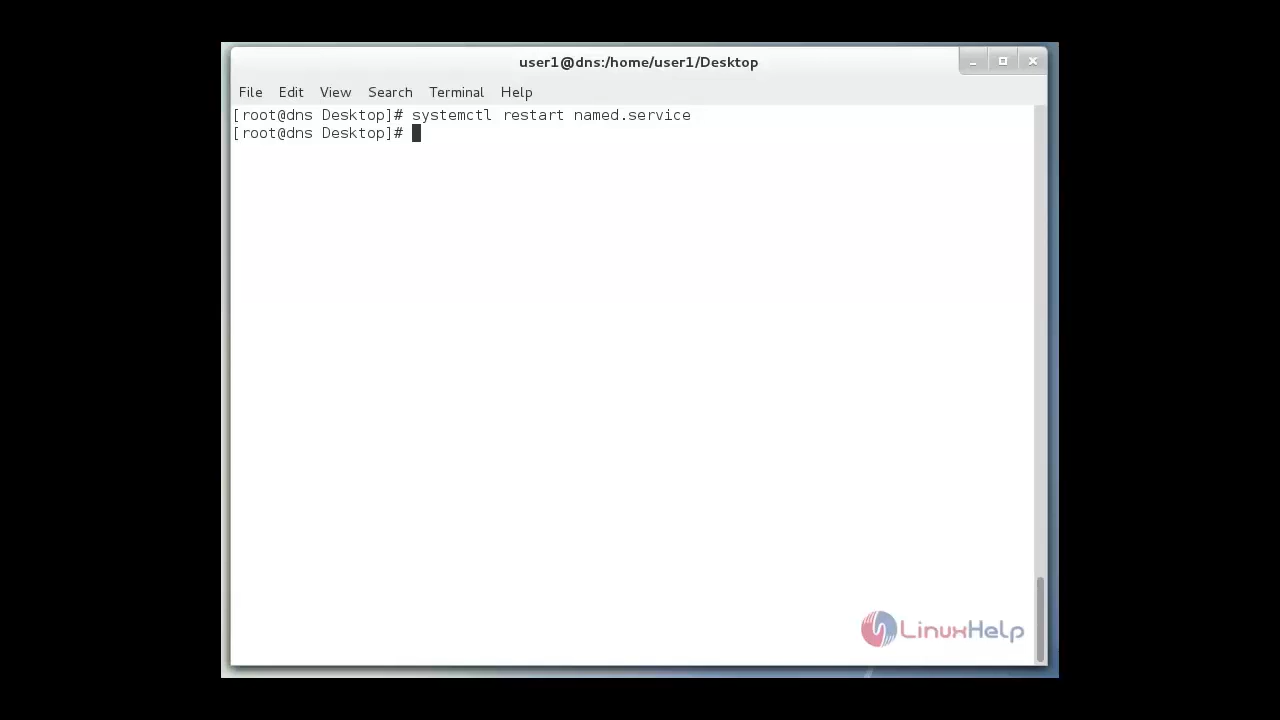 user1@dns:/home/user1/Desktop
File Edit View Search Terminal Help
[root@dns Desktop]# systemctl restart named.service
[root@dns Desktop]#
LinuxHelp